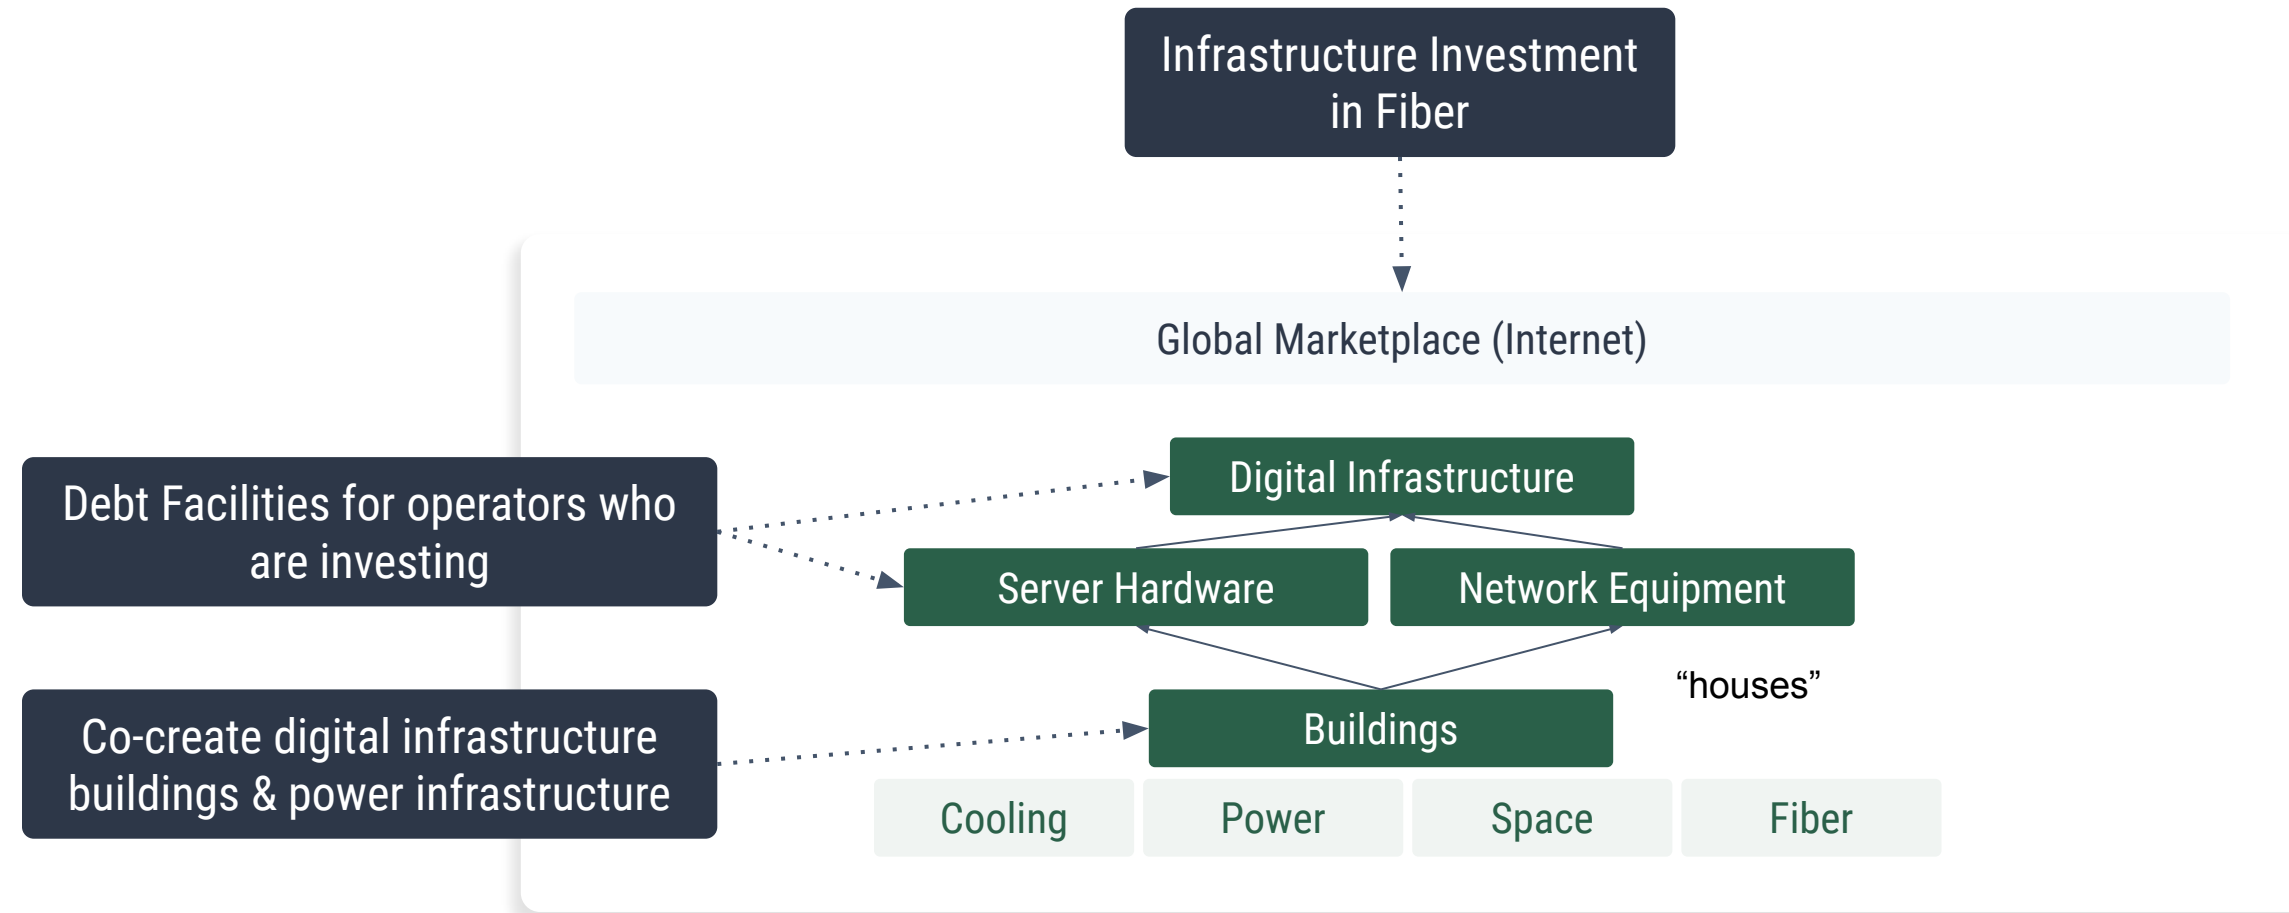 Infrastructure Investment
in Fiber
Global Marketplace (Internet)
Digital Infrastructure
Debt Facilities for operators who
are investing
Server Hardware
Network Equipment
“houses”
Co-create digital infrastructure
buildings & power infrastructure
Buildings
Cooling
Power
Space
Fiber